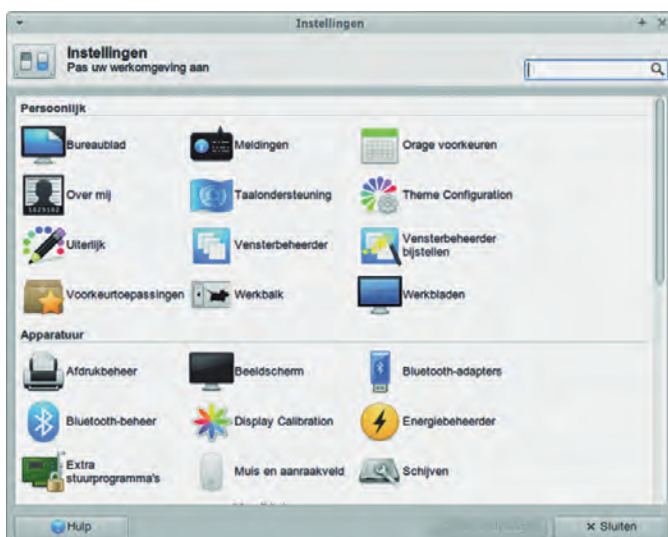 Instellingen
Instellingen
Pas uw werkomgeving aan
Persoonlijk
Bureaublad
Meldingen
Orage voorkeuren
Over mij
Taalondersteuning
Theme Configuration
Uiterlijk
Vensterbeheerder
Vensterbeheerder
bijstellen
Voorkeurtoepassingen
Werkbalk
Werkbladen
Apparatuur
Afdrukbeheer
Beeldscherm
Bluetooth-adapters
Bluetooth-beheer
Display Calibration
Energiebeheerder
Extra
stuurprogramma's
Muis en aanraakveld
Schijven
Hulp
Sluiten